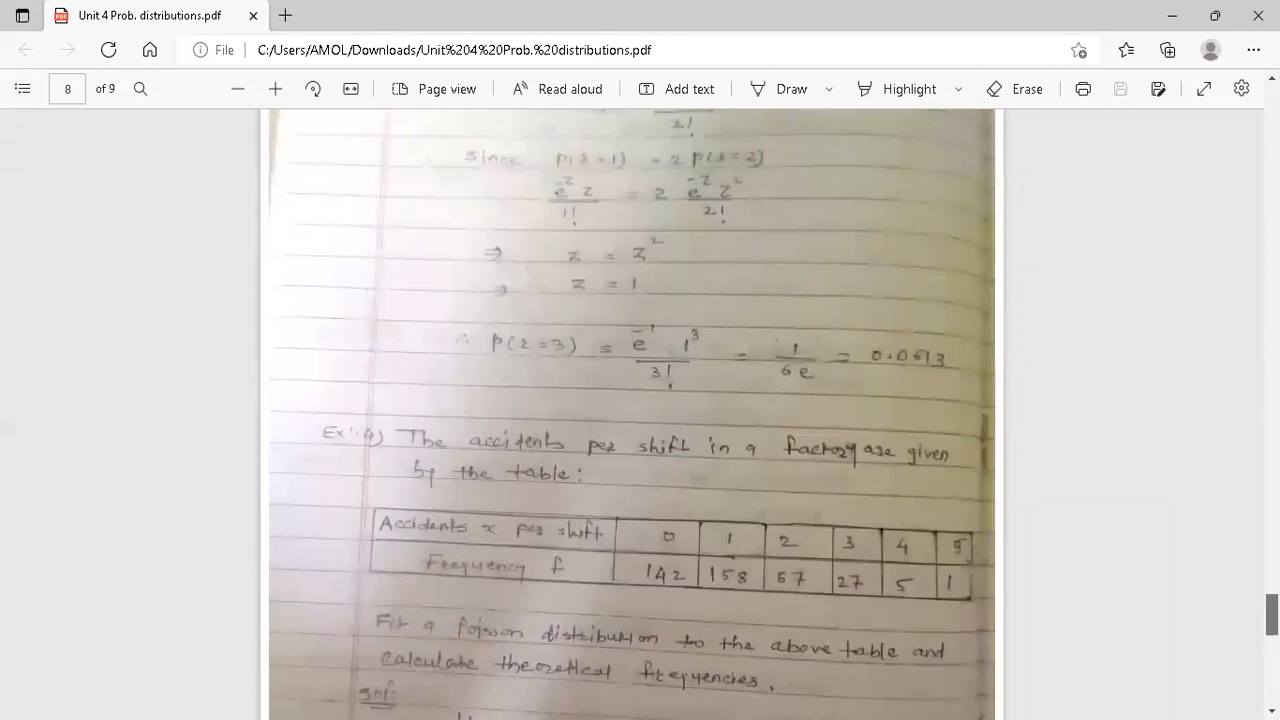 Unit 4 Prob. distributions.pdf
File C:/Users/AMOL/Downloads/Unit%204%20Prob.%20distributions.pdf
8 of 9 Page view Read aloud Add text Draw Highlight Erase
2!
since p(r=1) = 2 p(r=2)
e^-z z / 1! = 2 e^-z z^2 / 2!
⇒ z = z^2
⇒ z = 1
∴ p(r=3) = e^-1 1^3 / 3! = 1 / 6e = 0.0613
Ex:4) The accidents per shift in a factory are given
by the table:
Accidents x per shift 0 1 2 3 4 5
Frequency f 142 158 67 27 5 1
Fit a poisson distribution to the above table and
calculate theoretical frequencies.
Sol: